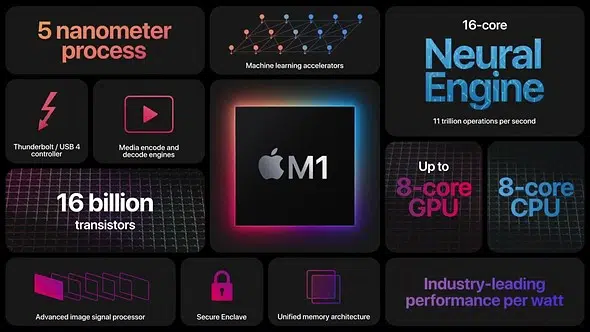 5 nanometer
process
Machine learning accelerators
16-core
Neural
Engine
11 trillion operations per second
Thunderbolt / USB 4
controller
Media encode and
decode engines
M1
Up to
8-core
GPU
8-core
CPU
16 billion
transistors
Advanced image signal processor
Secure Enclave
Unified memory architecture
Industry-leading
performance per watt